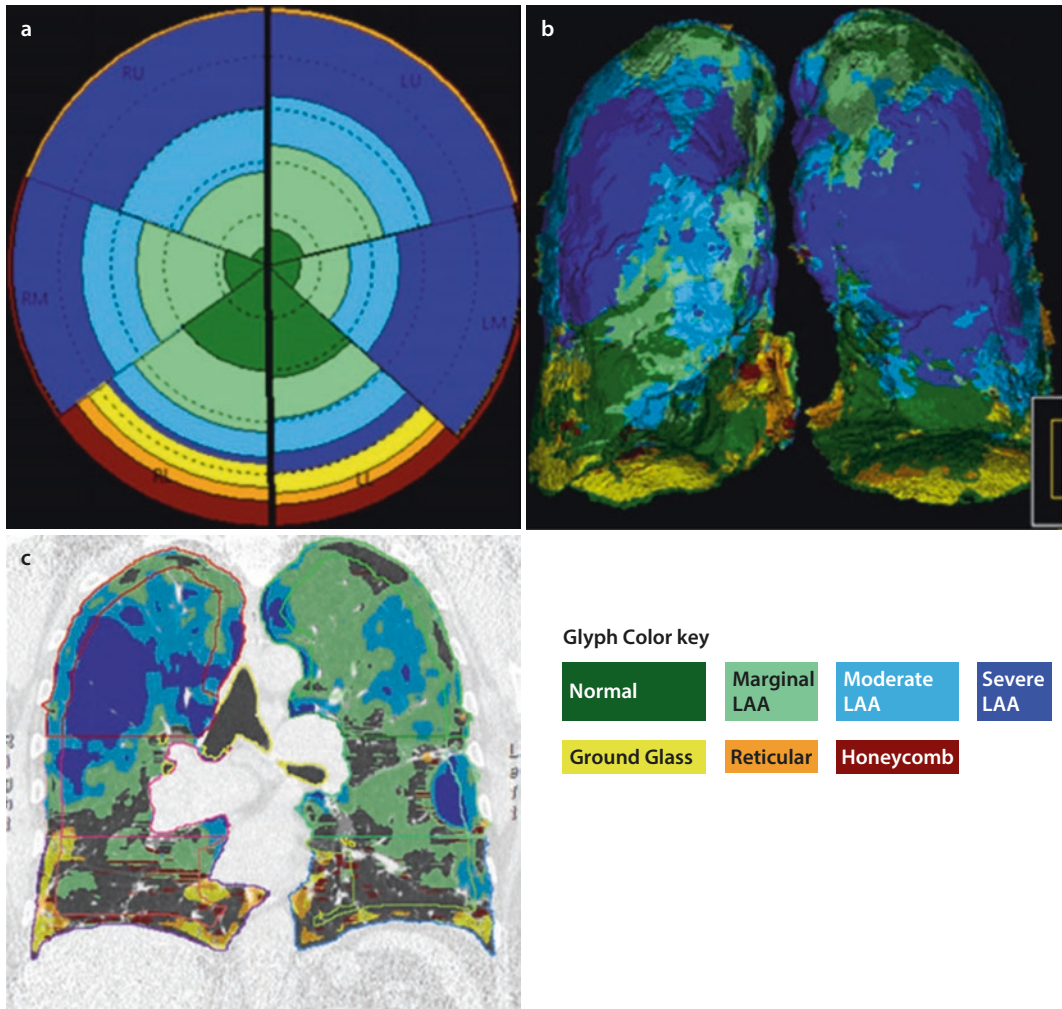 a
RU
LU
RM
LM
RL
LL
b
c
Glyph Color key
Normal
Marginal
LAA
Moderate
LAA
Severe
LAA
Ground Glass
Reticular
Honeycomb